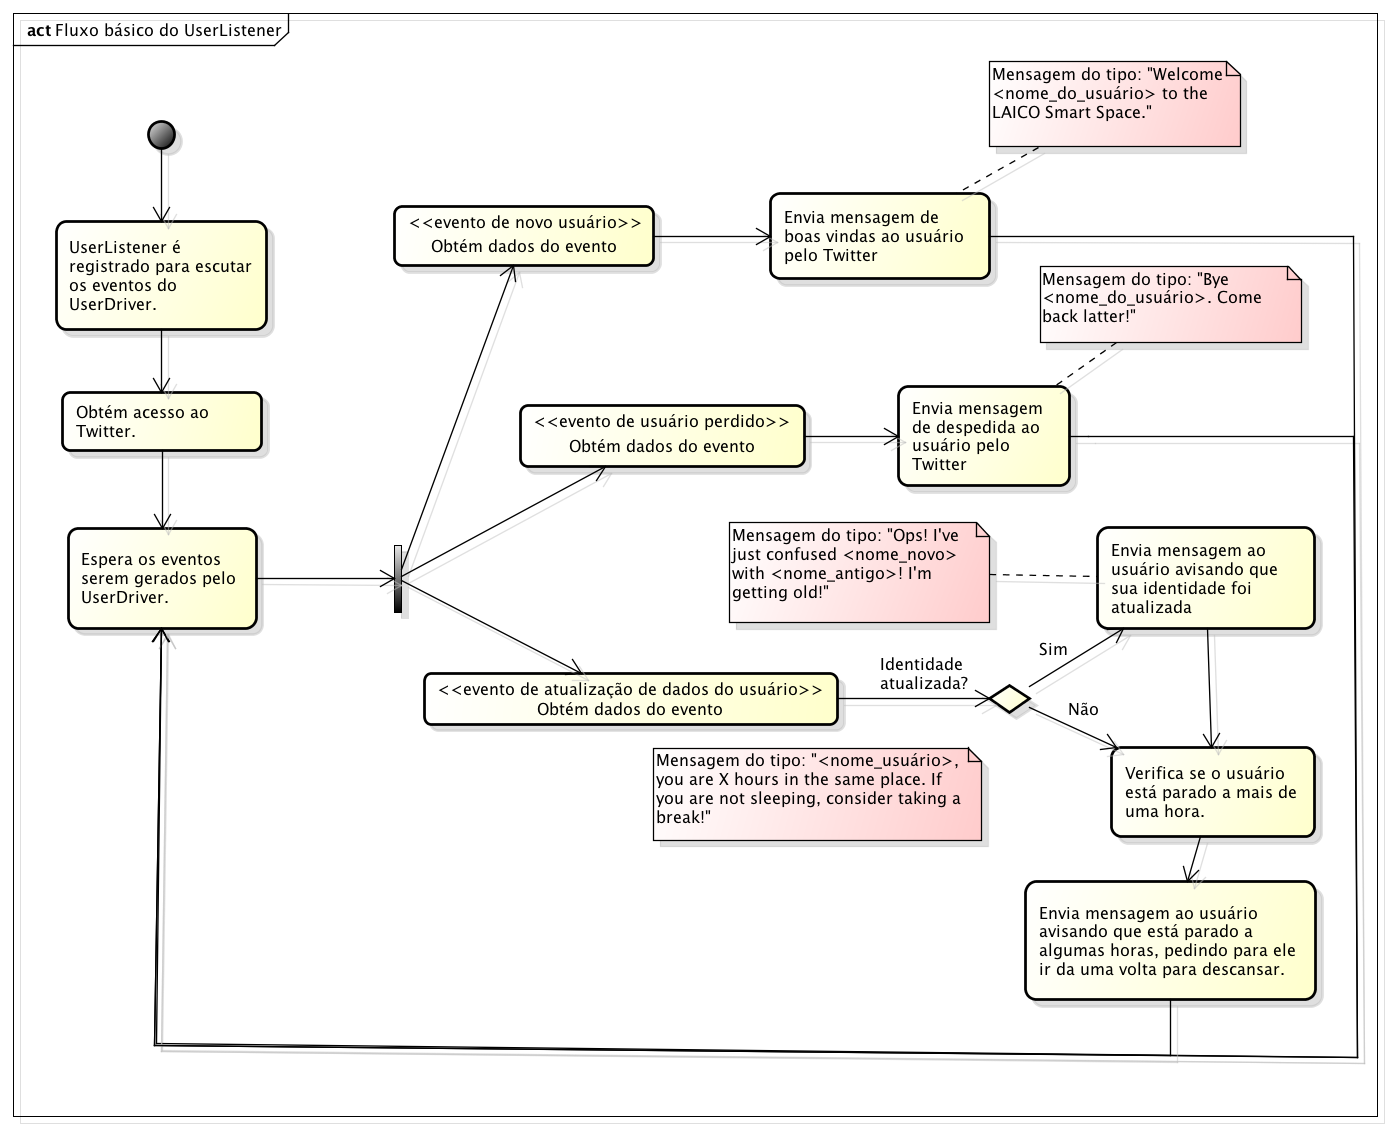 act Fluxo básico do UserListener
Mensagem do tipo: "Welcome
<nome_do_usuário> to the
LAICO Smart Space."
UserListener é
registrado para escutar
os eventos do
UserDriver.
<<evento de novo usuário>>
Obtém dados do evento
Envia mensagem de
boas vindas ao usuário
pelo Twitter
Mensagem do tipo: "Bye
<nome_do_usuário>. Come
back latter!"
Obtém acesso ao
Twitter.
<<evento de usuário perdido>>
Obtém dados do evento
Envia mensagem
de despedida ao
usuário pelo
Twitter
Espera os eventos
serem gerados pelo
UserDriver.
Mensagem do tipo: "Ops! I've
just confused <nome_novo>
with <nome_antigo>! I'm
getting old!"
Envia mensagem ao
usuário avisando que
sua identidade foi
atualizada
<<evento de atualização de dados do usuário>>
Obtém dados do evento
Identidade
atualizada?
Sim
Não
Mensagem do tipo: "<nome_usuário>,
you are X hours in the same place. If
you are not sleeping, consider taking a
break!"
Verifica se o usuário
está parado a mais de
uma hora.
Envia mensagem ao usuário
avisando que está parado a
algumas horas, pedindo para ele
ir da uma volta para descansar.